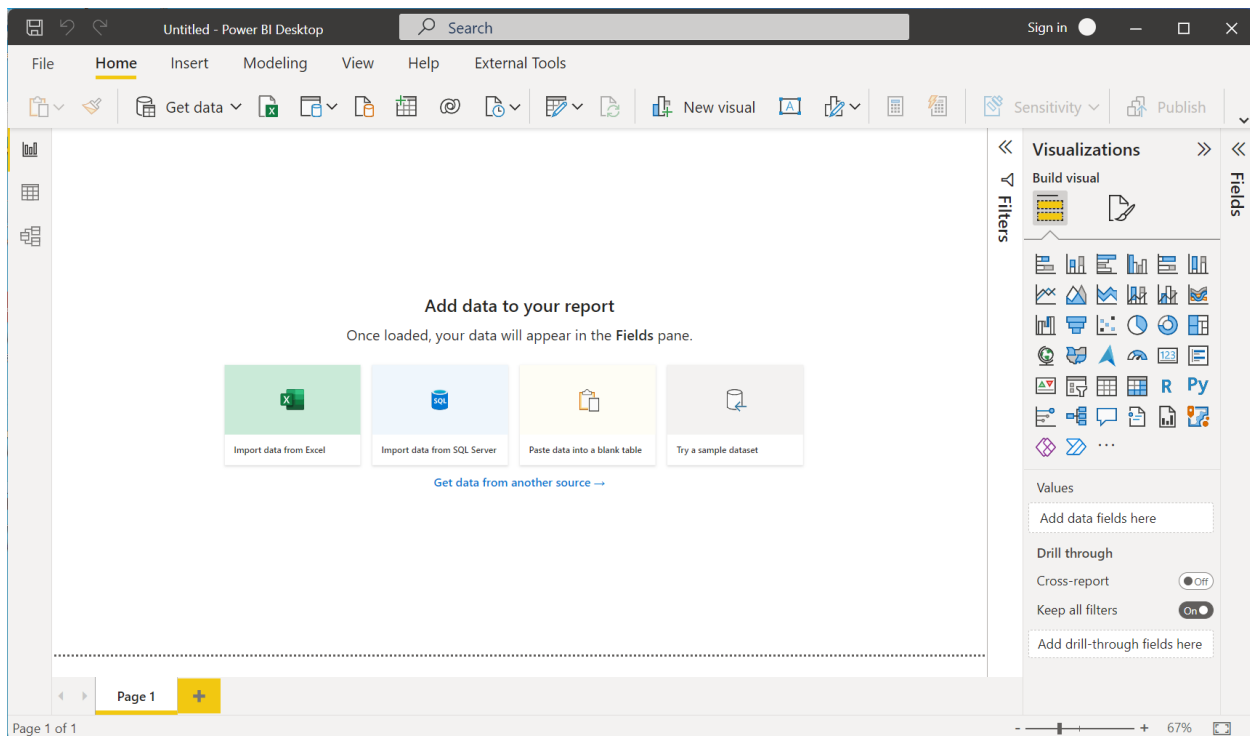 Untitled - Power BI Desktop
Search
Sign in
File Home Insert Modeling View Help External Tools
Get data
New visual
Sensitivity
Publish
Filters
Visualizations
Build visual
Fields
Add data to your report
Once loaded, your data will appear in the Fields pane.
SQL
Import data from Excel
Import data from SQL Server
Paste data into a blank table
Try a sample dataset
Get data from another source →
123
R Py
...
Values
Add data fields here
Drill through
Cross-report Off
Keep all filters On
Add drill-through fields here
Page 1
+
Page 1 of 1
- + 67%